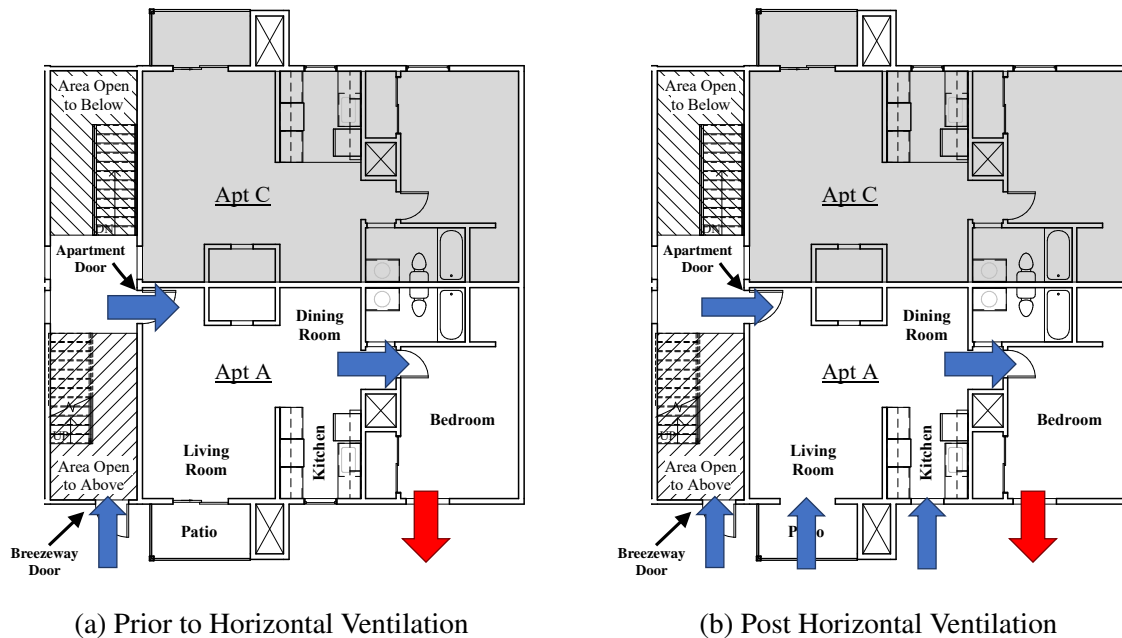 Area Open
to Below
DN
Apt C
Apartment
Door
Dining
Room
Apt A
Bedroom
UP
Living
Room
Kitchen
Area Open
to Above
Patio
Breezeway
Door
(a) Prior to Horizontal Ventilation
Area Open
to Below
DN
Apt C
Apartment
Door
Dining
Room
Apt A
Bedroom
UP
Living
Room
Kitchen
Area Open
to Above
Patio
Breezeway
Door
(b) Post Horizontal Ventilation